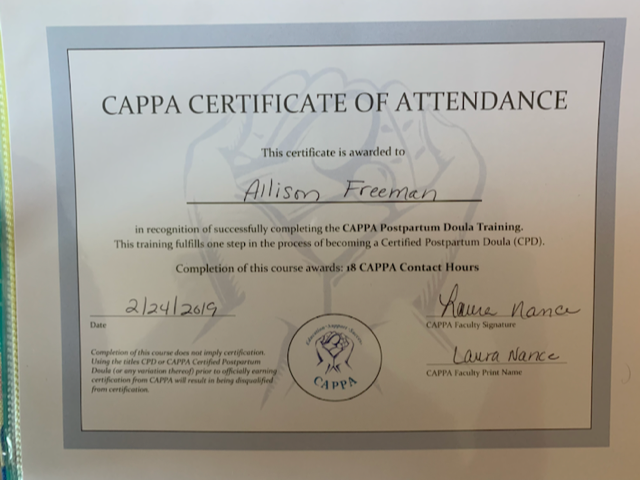 CAPPA CERTIFICATE OF ATTENDANCE
This certificate is awarded to
Allison Freeman
in recognition of successfully completing the CAPPA Postpartum Doula Training.
This training fulfills one step in the process of becoming a Certified Postpartum Doula (CPD).
Completion of this course awards: 18 CAPPA Contact Hours
2/24/2019
Date
Laura Nance
CAPPA Faculty Signature
Laura Nance
CAPPA Faculty Print Name
Completion of this course does not imply certification.
Using the titles CPD or CAPPA Certified Postpartum
Doula (or any variation thereof) prior to officially earning
certification from CAPPA will result in being disqualified
from certification.
CAPPA